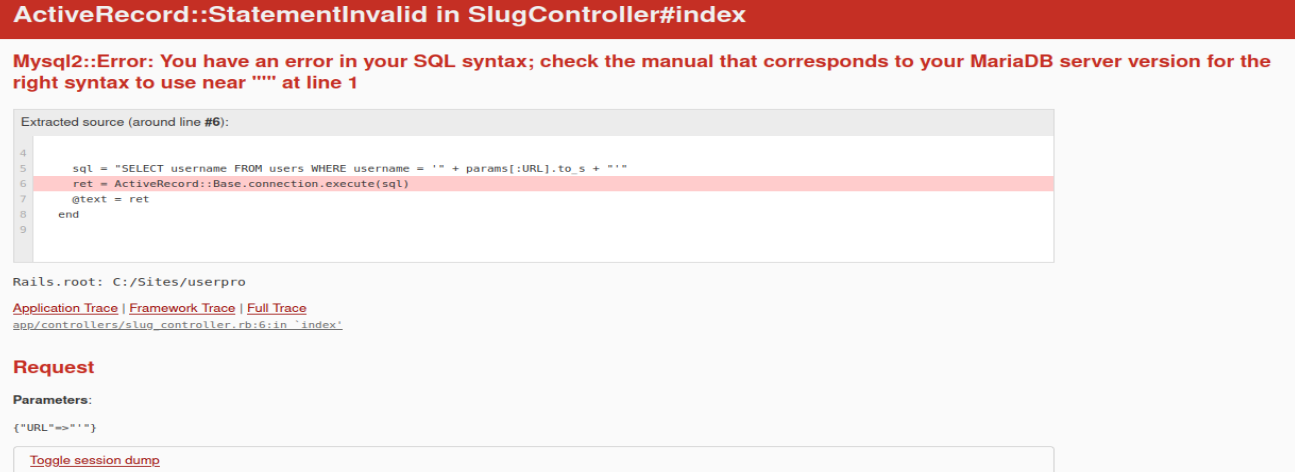 ActiveRecord::StatementInvalid in SlugController#index
Mysql2::Error: You have an error in your SQL syntax; check the manual that corresponds to your MariaDB server version for the
right syntax to use near ''''' at line 1
Extracted source (around line #6):
4
5 sql = "SELECT username FROM users WHERE username = '" + params[:URL].to_s + "'"
6 ret = ActiveRecord::Base.connection.execute(sql)
7 @text = ret
8 end
9
Rails.root: C:/Sites/userpro
Application Trace | Framework Trace | Full Trace
app/controllers/slug_controller.rb:6:in `index'
Request
Parameters:
{"URL"=>"'"}
Toggle session dump